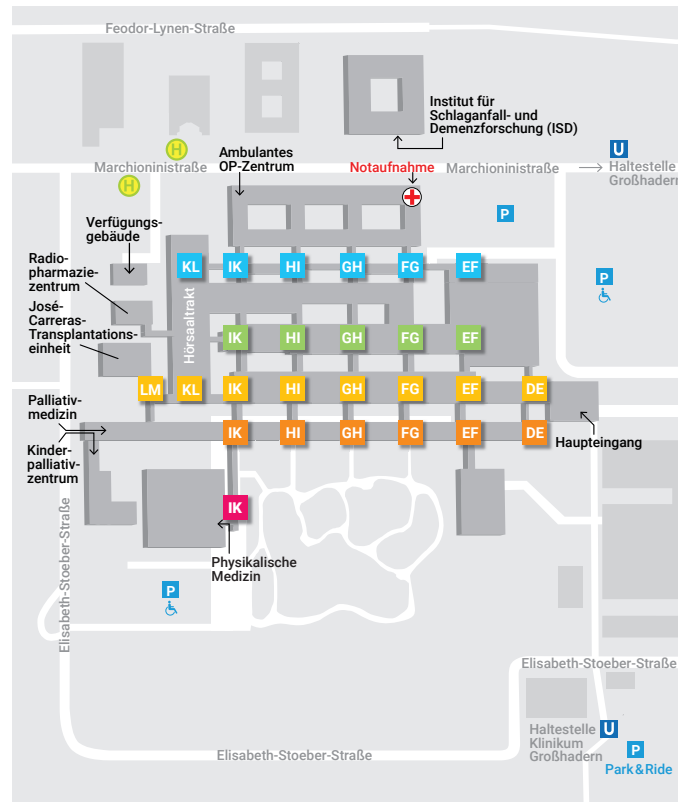 Feodor-Lynen-Straße
Institut für
Schlaganfall- und
Demenzforschung (ISD)
H
U
Ambulantes
OP-Zentrum
Notaufnahme
Marchioninistraße
Marchioninistraße
Haltestelle
Großhadern
H
P
Verfügungs-
gebäude
Radio-
pharmazie-
zentrum
José-
Carreras-
Transplantations-
einheit
Hörsaaltrakt
P
KL IK HI GH FG EF
IK HI GH FG EF
LM KL IK HI GH FG EF DE
IK HI GH FG EF DE
Palliativ-
medizin
Kinder-
palliativ-
zentrum
Haupteingang
IK
Physikalische
Medizin
P
Elisabeth-Stoeber-Straße
Elisabeth-Stoeber-Straße
Elisabeth-Stoeber-Straße
Haltestelle
Klinikum
Großhadern
U
P
Park&Ride